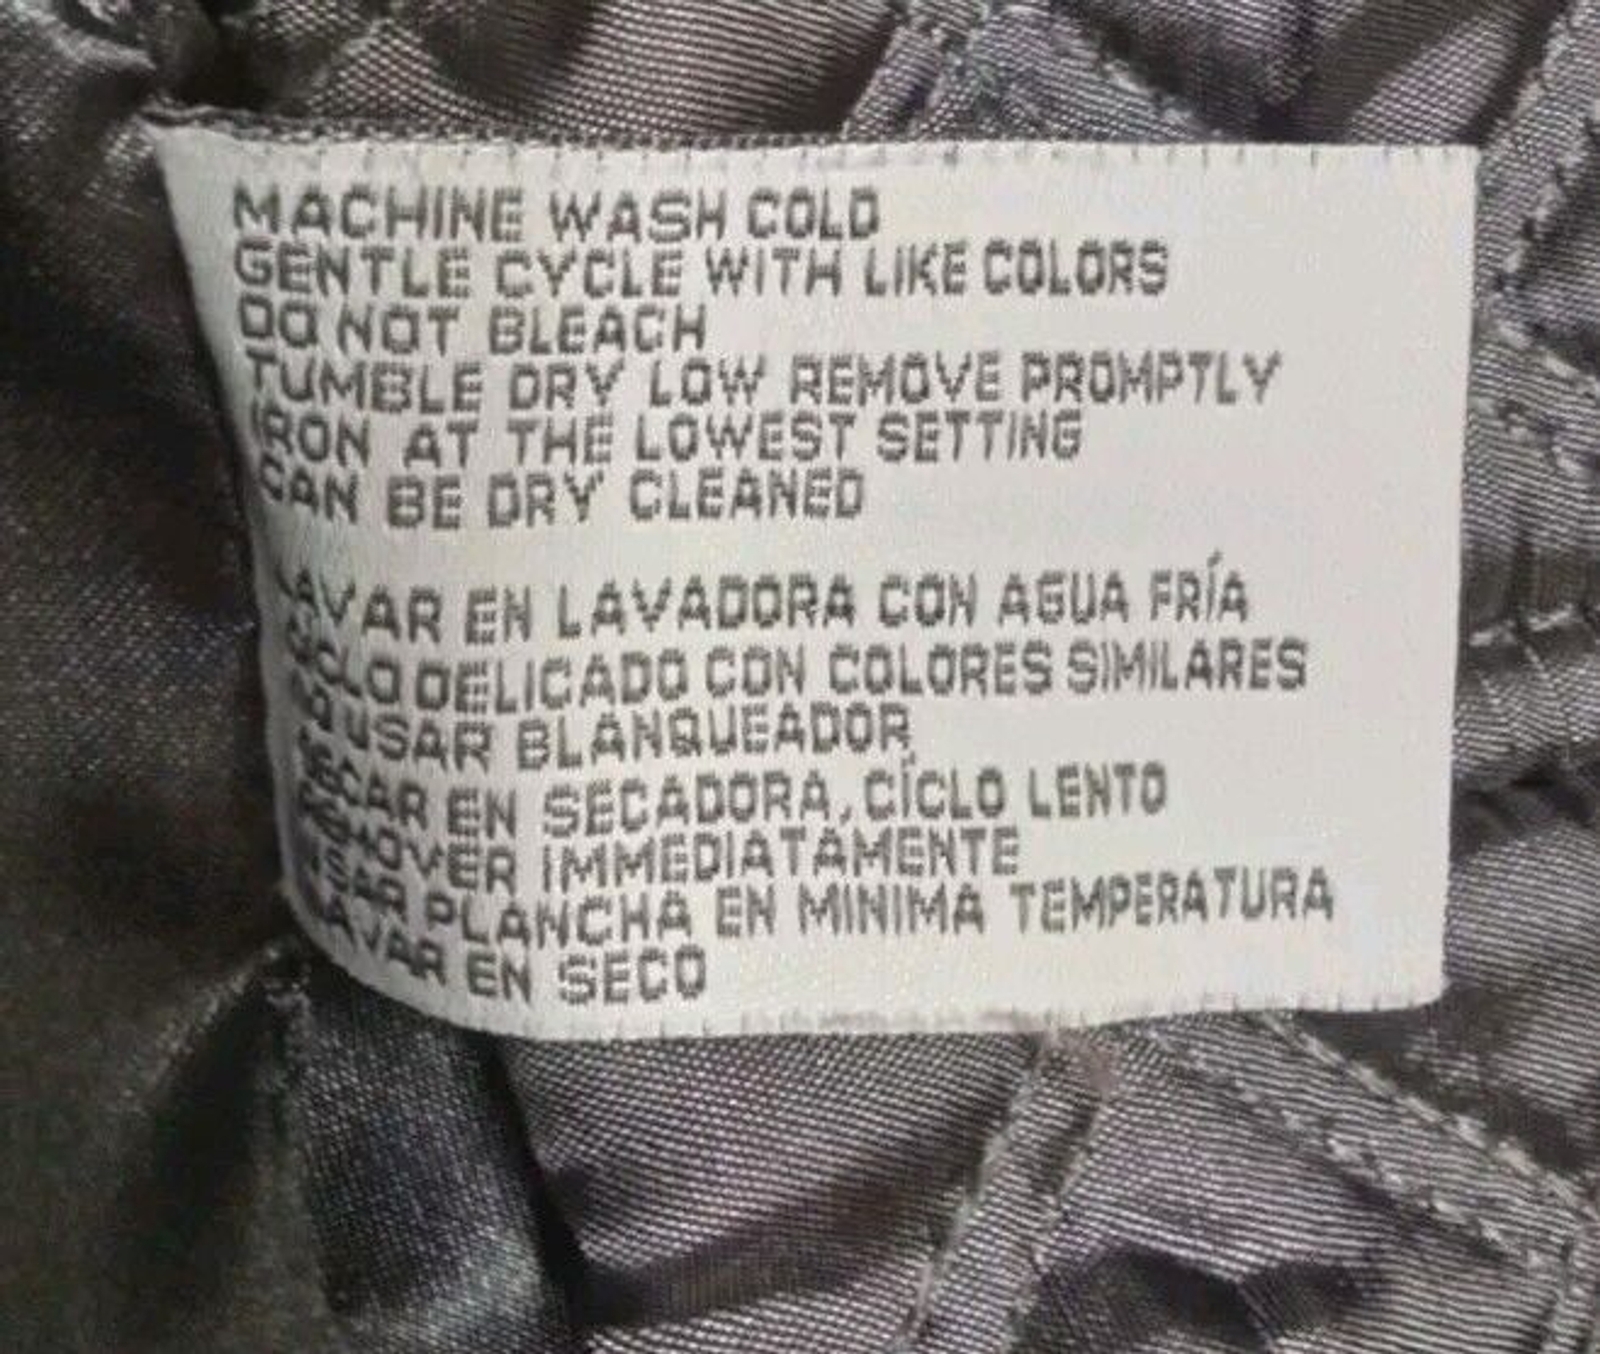 MACHINE WASH COLD
GENTLE CYCLE WITH LIKE COLORS
DO NOT BLEACH
TUMBLE DRY LOW REMOVE PROMPTLY
IRON AT THE LOWEST SETTING
CAN BE DRY CLEANED
LAVAR EN LAVADORA CON AGUA FRÍA
CICLO DELICADO CON COLORES SIMILARES
NO USAR BLANQUEADOR
SECAR EN SECADORA, CÍCLO LENTO
REMOVER IMMEDIATAMENTE
USAR PLANCHA EN MINIMA TEMPERATURA
LAVAR EN SECO